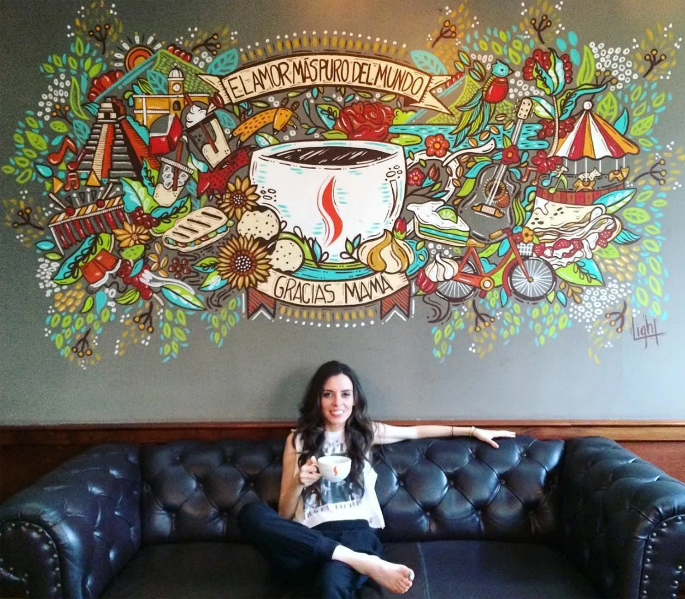 EL AMOR MÁS PURO DEL MUNDO
GRACIAS MAMÁ
Light